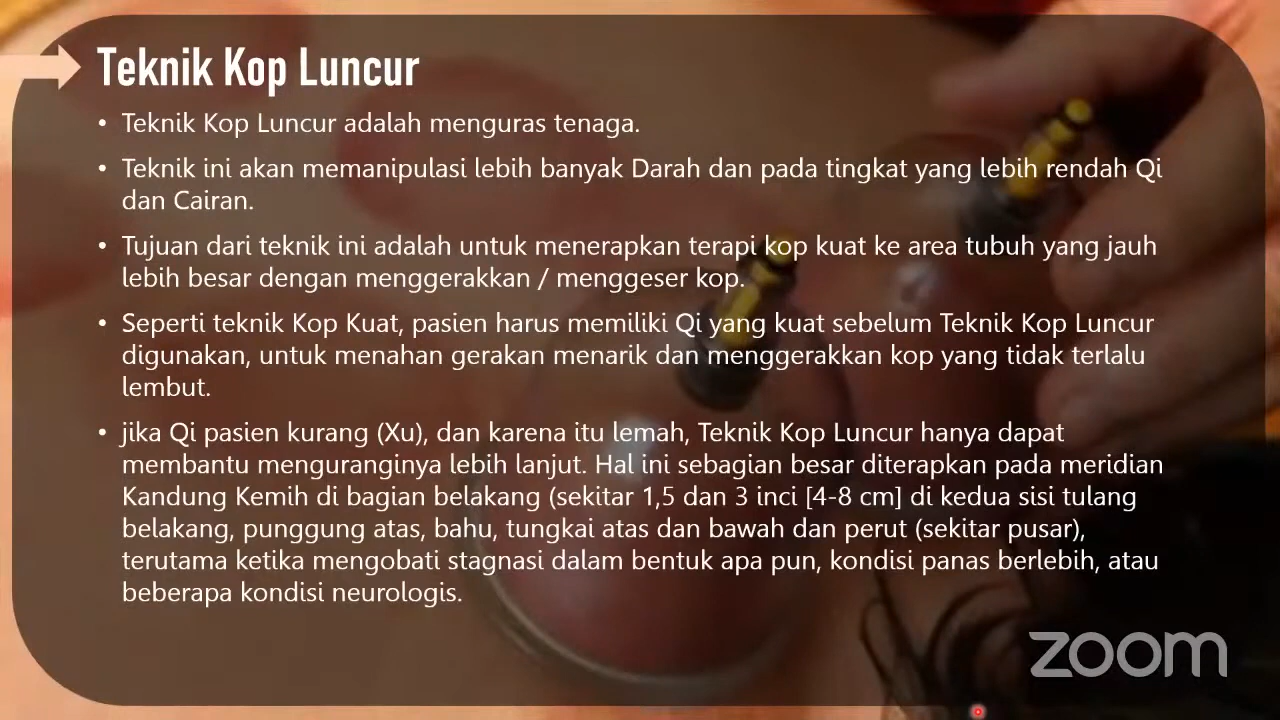 Teknik Kop Luncur
• Teknik Kop Luncur adalah menguras tenaga.
• Teknik ini akan memanipulasi lebih banyak Darah dan pada tingkat yang lebih rendah Qi
dan Cairan.
• Tujuan dari teknik ini adalah untuk menerapkan terapi kop kuat ke area tubuh yang jauh
lebih besar dengan menggerakkan / menggeser kop.
• Seperti teknik Kop Kuat, pasien harus memiliki Qi yang kuat sebelum Teknik Kop Luncur
digunakan, untuk menahan gerakan menarik dan menggerakkan kop yang tidak terlalu
lembut.
• jika Qi pasien kurang (Xu), dan karena itu lemah, Teknik Kop Luncur hanya dapat
membantu menguranginya lebih lanjut. Hal ini sebagian besar diterapkan pada meridian
Kandung Kemih di bagian belakang (sekitar 1,5 dan 3 inci [4-8 cm] di kedua sisi tulang
belakang, punggung atas, bahu, tungkai atas dan bawah dan perut (sekitar pusar),
terutama ketika mengobati stagnasi dalam bentuk apa pun, kondisi panas berlebih, atau
beberapa kondisi neurologis.
zoom